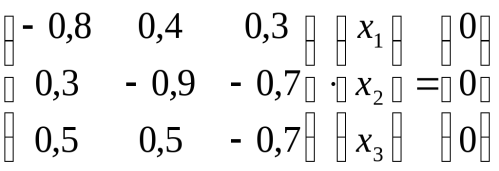 - 0,8 0,4 0,3 x₁ 0
0,3 - 0,9 - 0,7 · x₂ = 0
0,5 0,5 - 0,7 x₃ 0